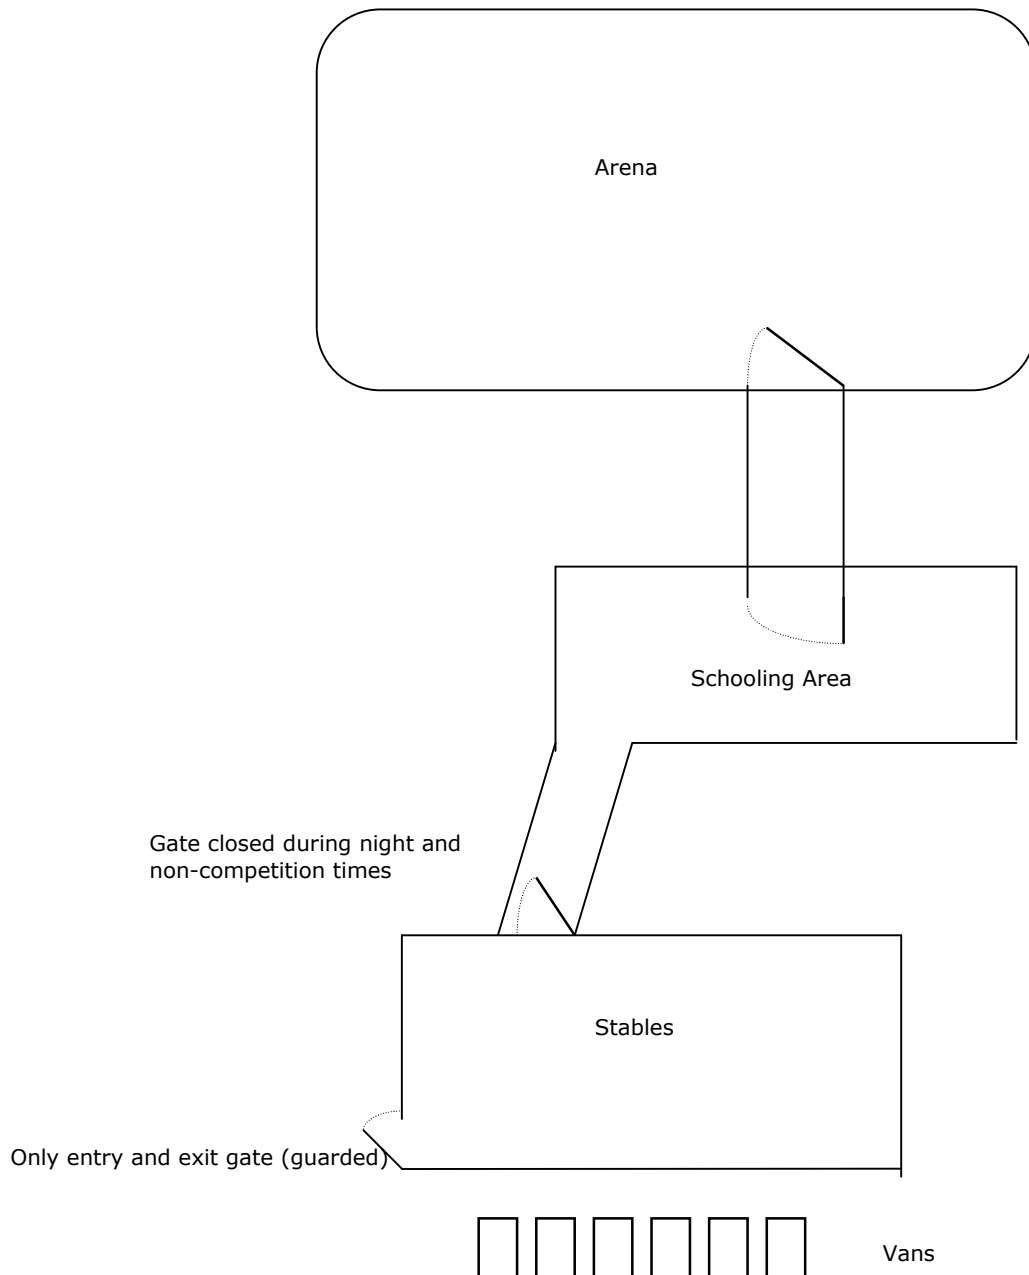 Arena
Schooling Area
Gate closed during night and
non-competition times
Stables
Only entry and exit gate (guarded)
Vans